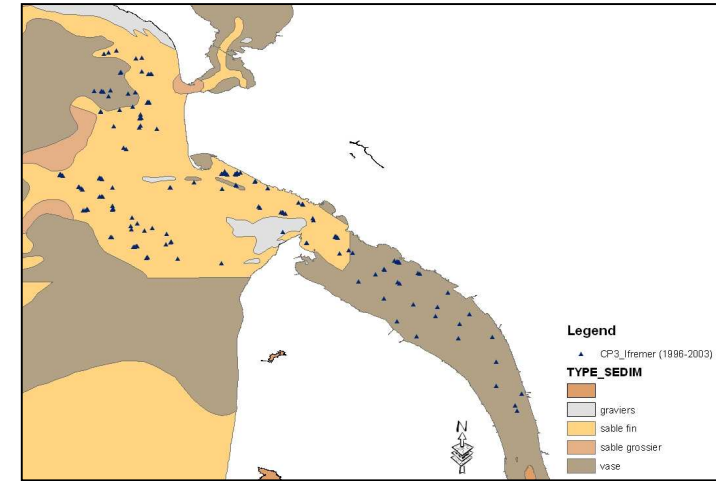 Legend
CP3_Ifremer (1996-2003)
TYPE_SEDIM
graviers
sable fin
sable grossier
vase
N